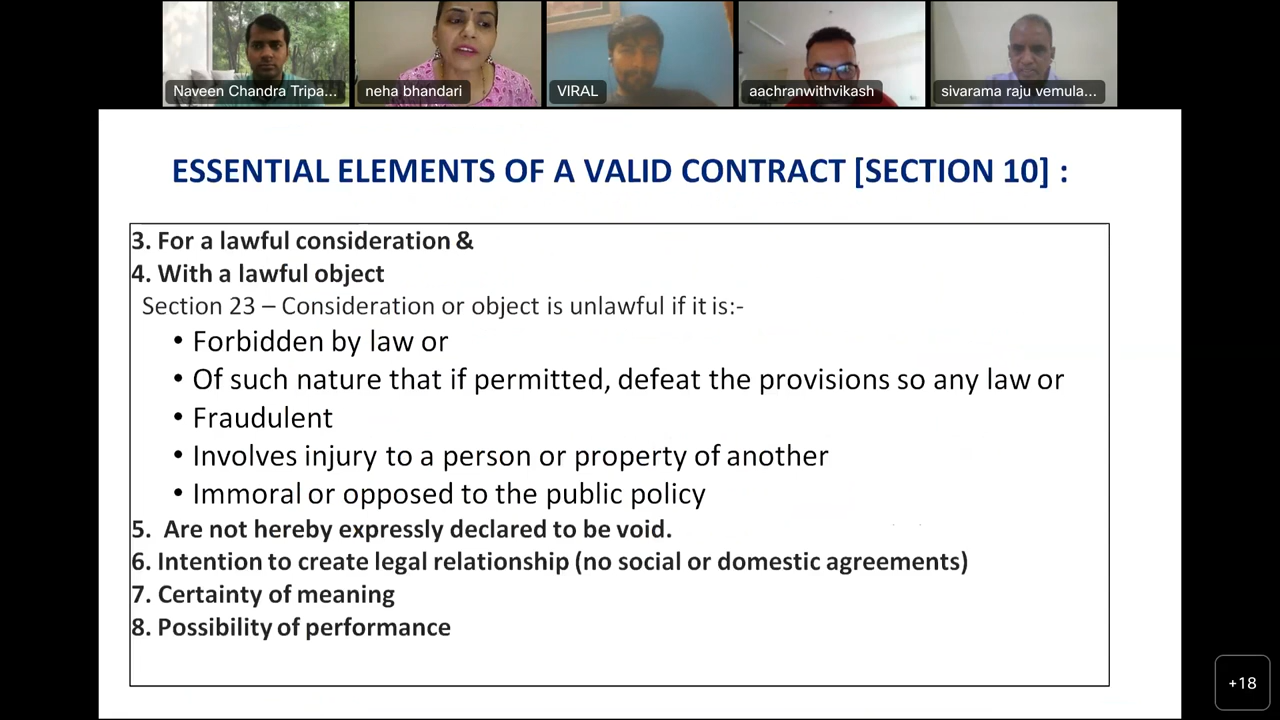 Naveen Chandra Tripa...
neha bhandari
VIRAL
aachranwithvikash
sivarama raju vemula...
ESSENTIAL ELEMENTS OF A VALID CONTRACT [SECTION 10] :
3. For a lawful consideration &
4. With a lawful object
Section 23 – Consideration or object is unlawful if it is:-
• Forbidden by law or
• Of such nature that if permitted, defeat the provisions so any law or
• Fraudulent
• Involves injury to a person or property of another
• Immoral or opposed to the public policy
5. Are not hereby expressly declared to be void.
6. Intention to create legal relationship (no social or domestic agreements)
7. Certainty of meaning
8. Possibility of performance
+18